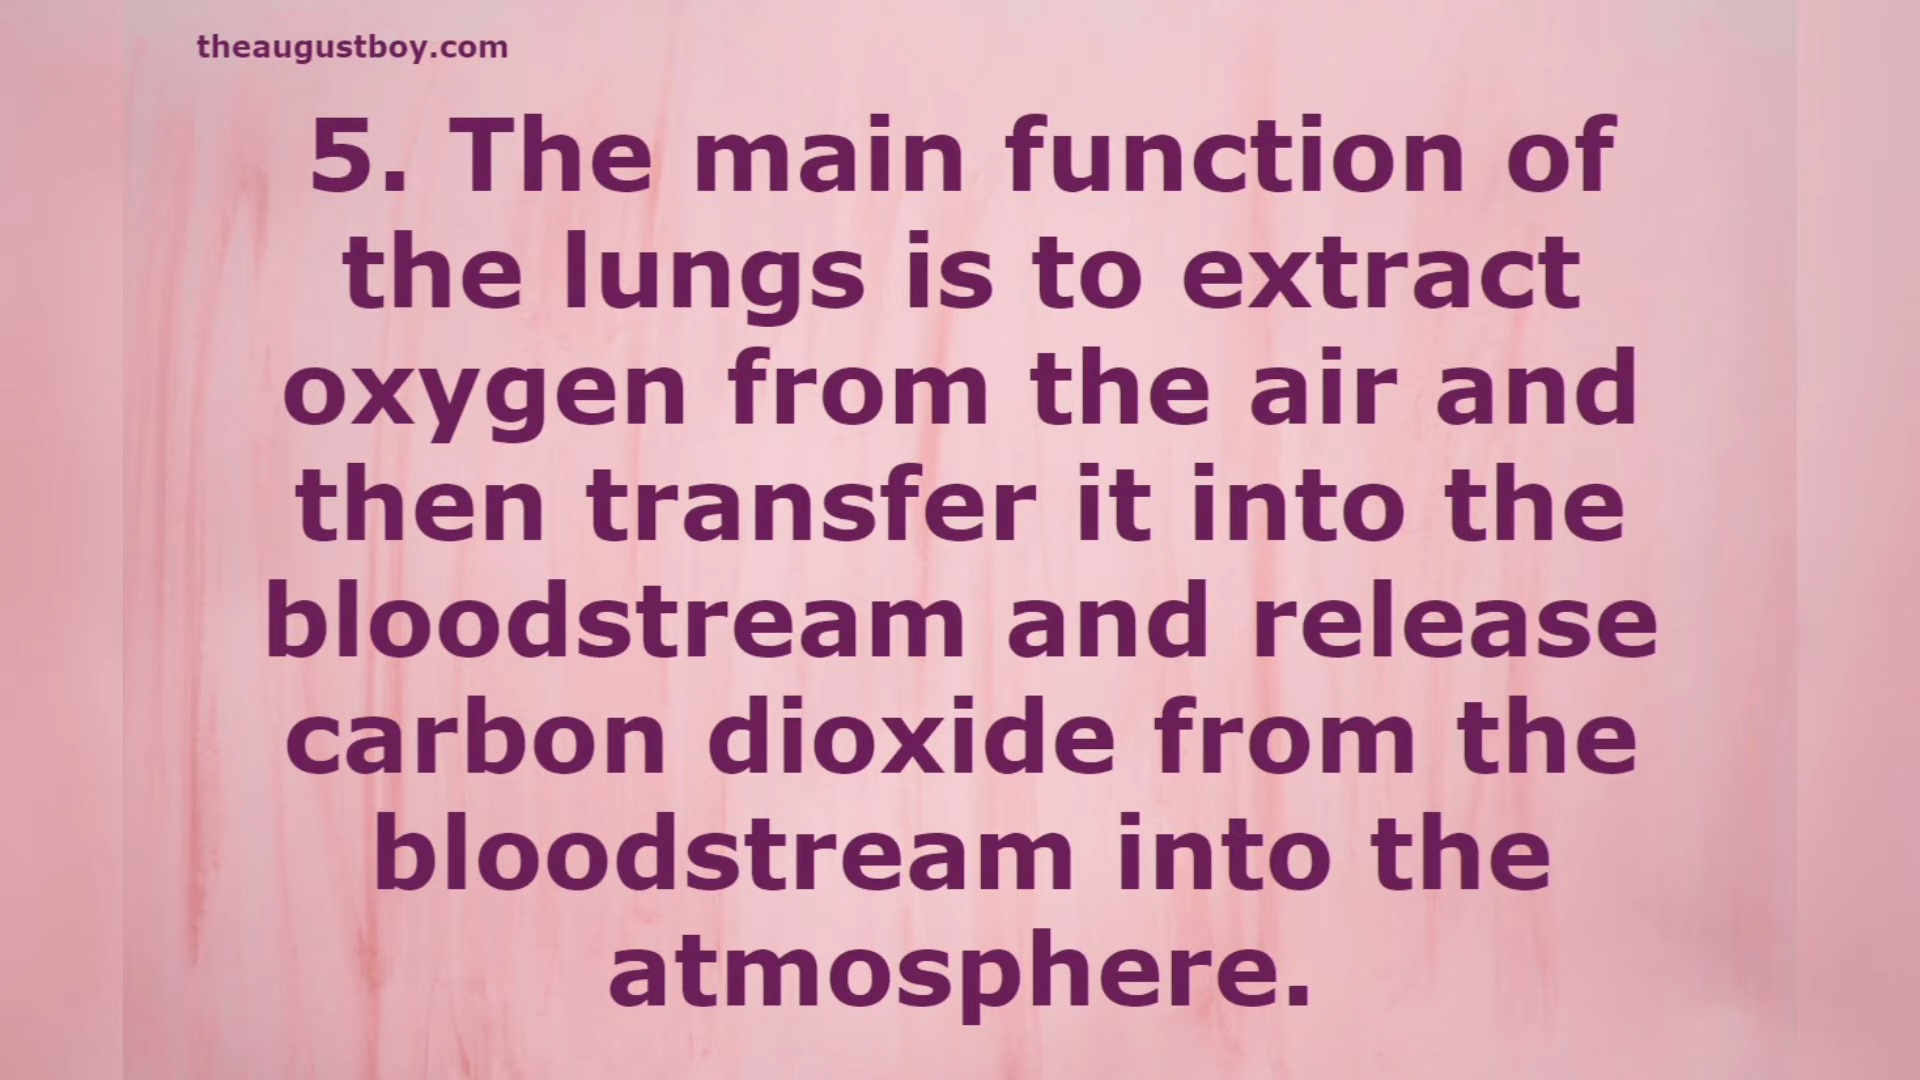 theaugustboy.com
5. The main function of
the lungs is to extract
oxygen from the air and
then transfer it into the
bloodstream and release
carbon dioxide from the
bloodstream into the
atmosphere.